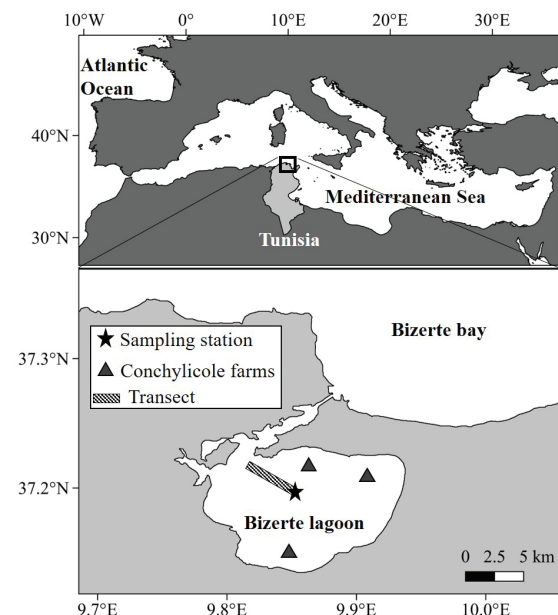 10°W 0° 10°E 20°E 30°E
Atlantic
Ocean
40°N
Mediterranean Sea
30°N
Tunisia
Bizerte bay
37.3°N
Sampling station
Conchylicole farms
Transect
37.2°N
Bizerte lagoon
0 2.5 5 km
9.7°E 9.8°E 9.9°E 10.0°E